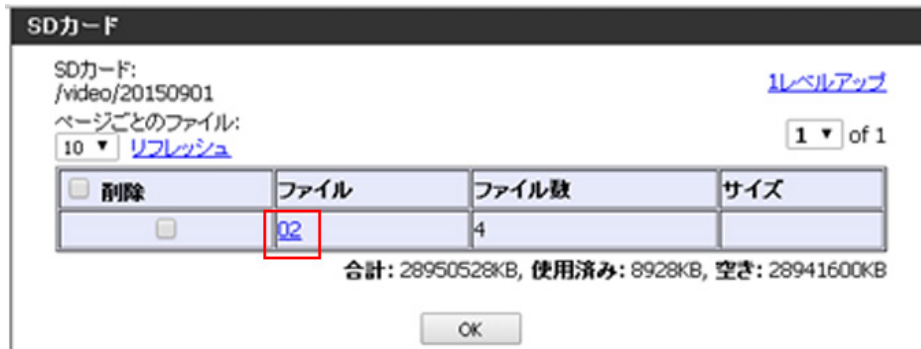 SDカード
SDカード:
/video/20150901
1レベルアップ
ページごとのファイル:
10 ▼ リフレッシュ
1 ▼ of 1
削除 ファイル ファイル数 サイズ
02 4
合計: 28950528KB, 使用済み: 8928KB, 空き: 28941600KB
OK